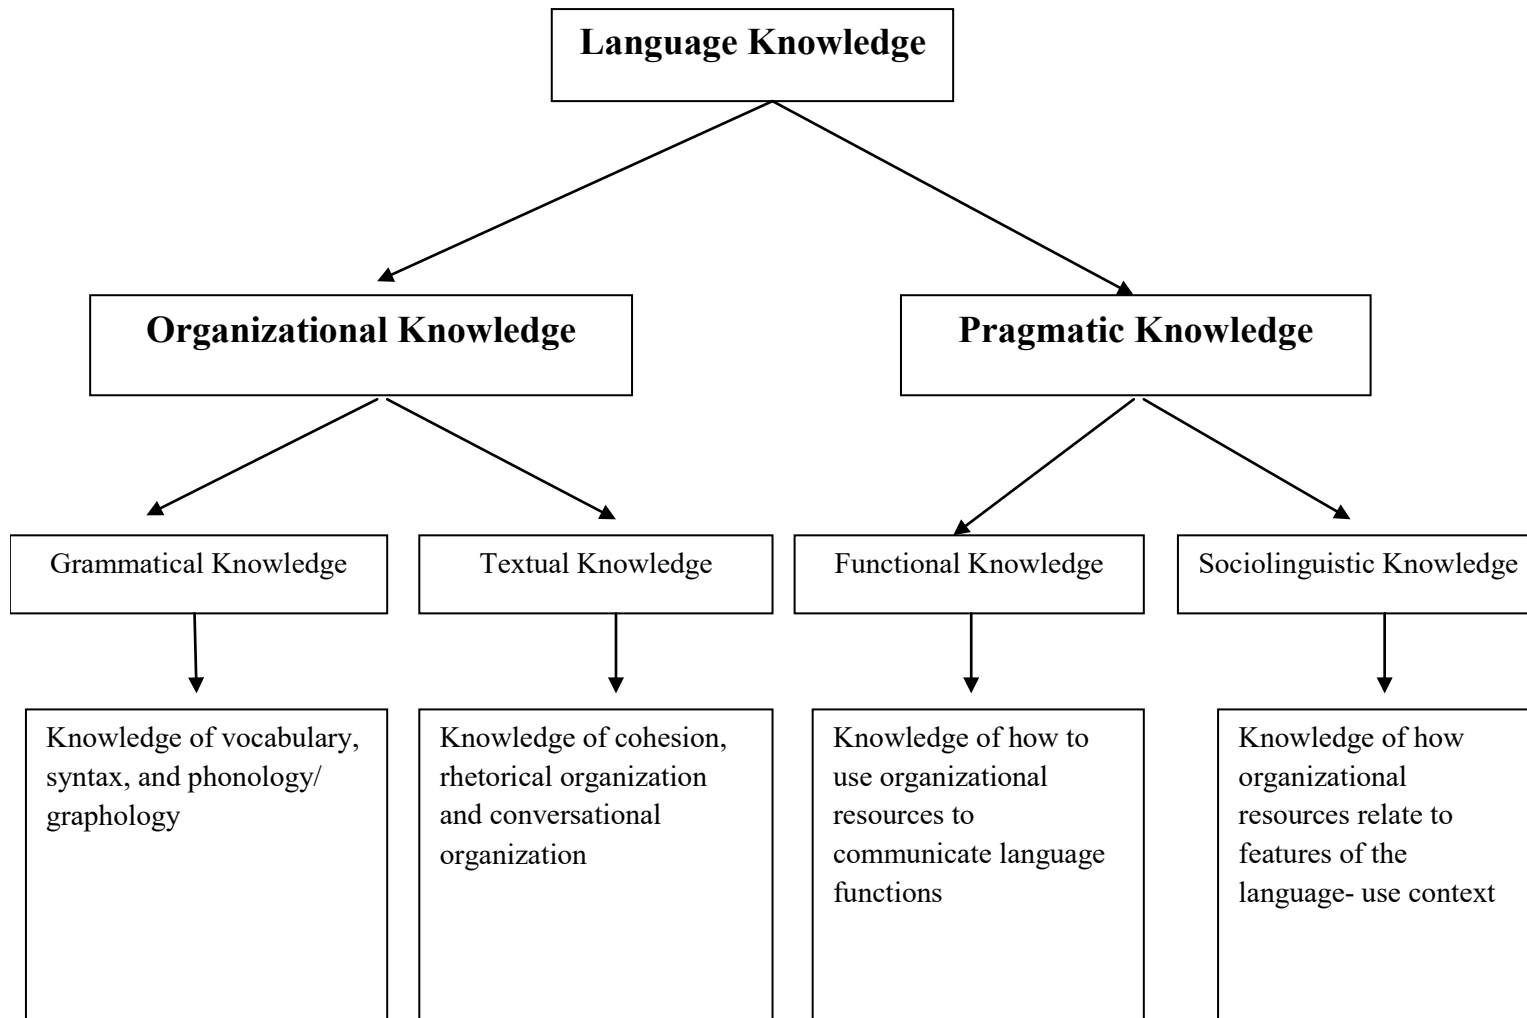 Language Knowledge
Organizational Knowledge
Pragmatic Knowledge
Grammatical Knowledge
Textual Knowledge
Functional Knowledge
Sociolinguistic Knowledge
Knowledge of vocabulary,
syntax, and phonology/
graphology
Knowledge of cohesion,
rhetorical organization
and conversational
organization
Knowledge of how to
use organizational
resources to
communicate language
functions
Knowledge of how
organizational
resources relate to
features of the
language- use context